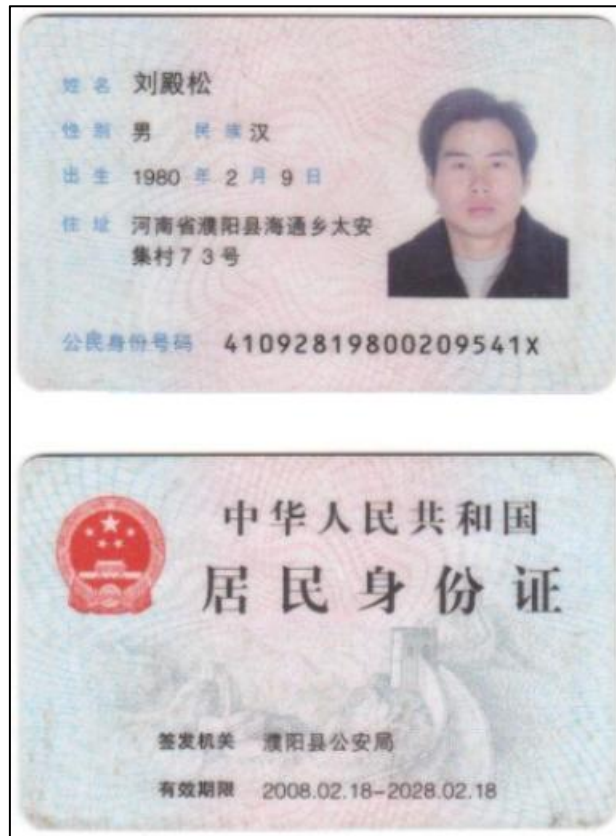 姓名 刘殿松
性别 男 民族 汉
出生 1980 年 2 月 9 日
住址 河南省濮阳县海通乡太安
集村73号
公民身份号码 41092819800209541X
中华人民共和国
居民身份证
签发机关 濮阳县公安局
有效期限 2008.02.18-2028.02.18